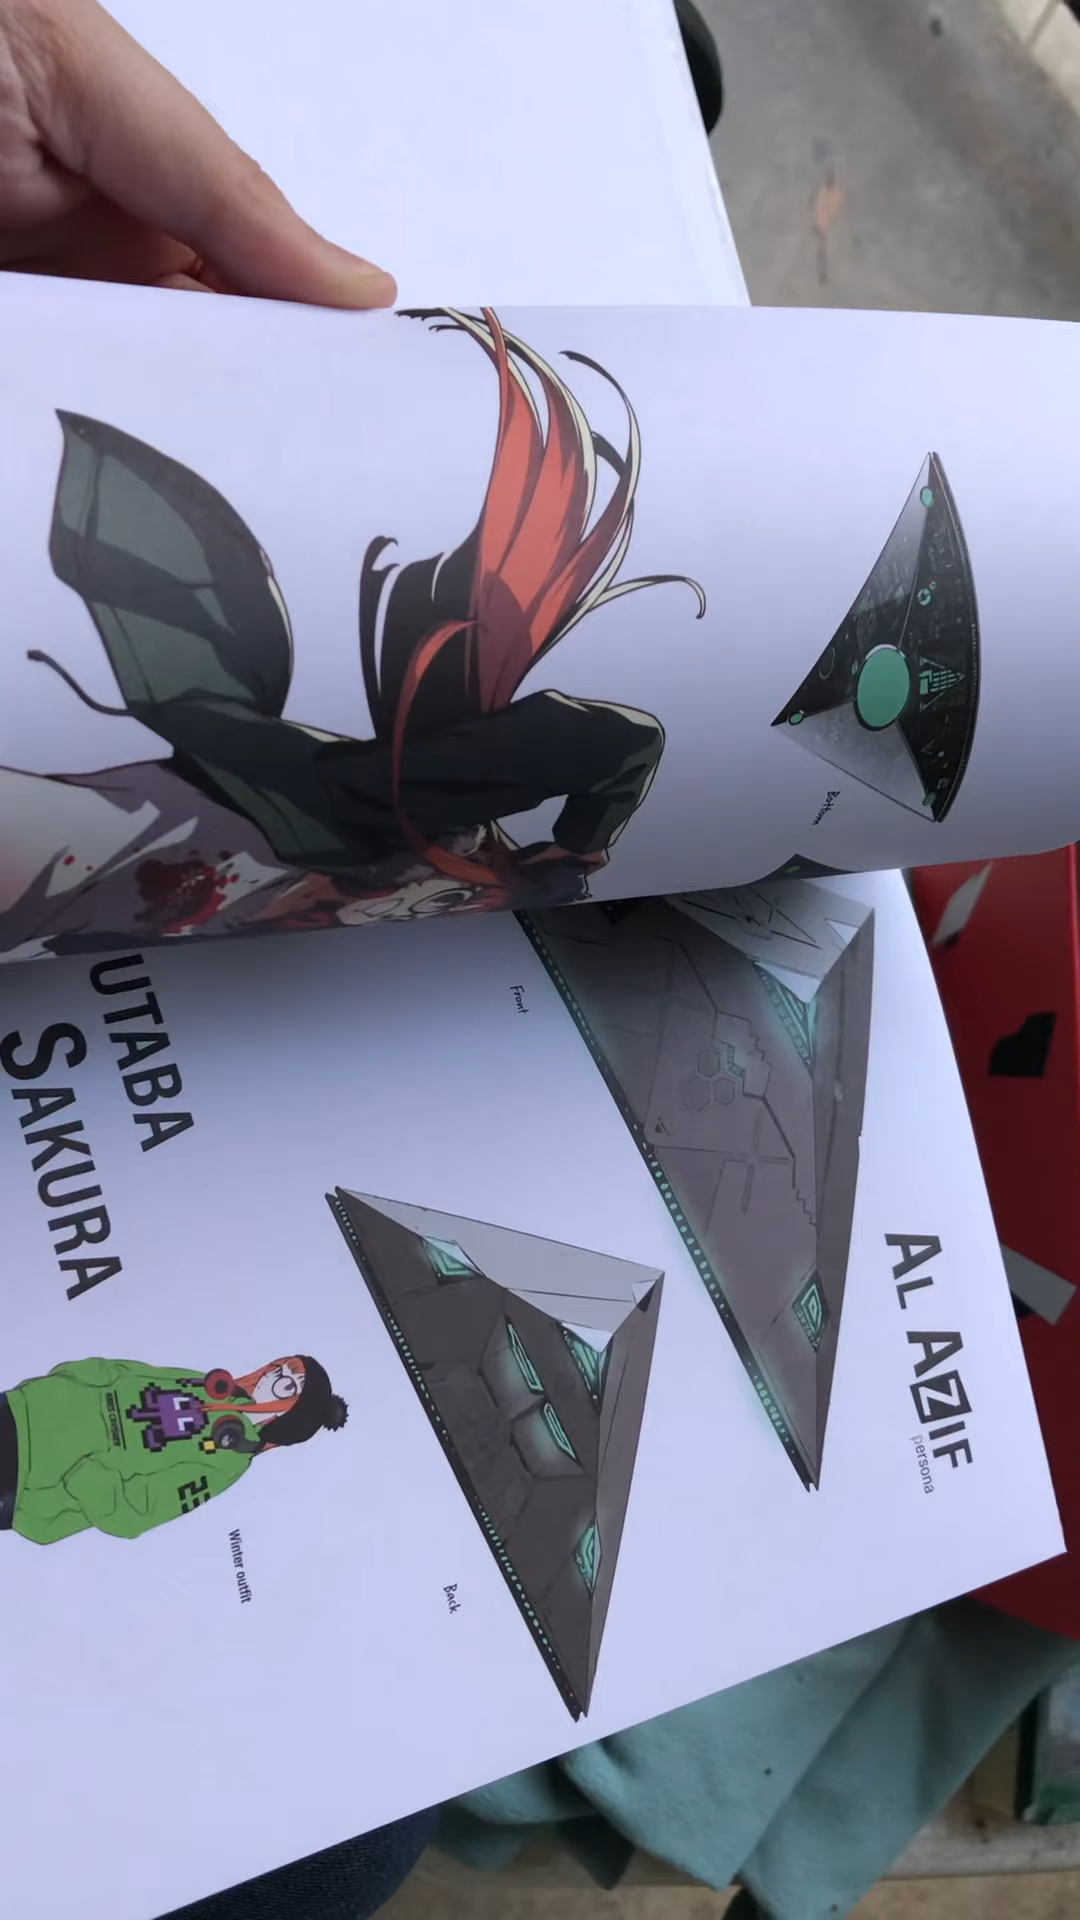 Bottom
UTABA
SAKURA
Front
AL AZIF
persona
Back
Winter outfit